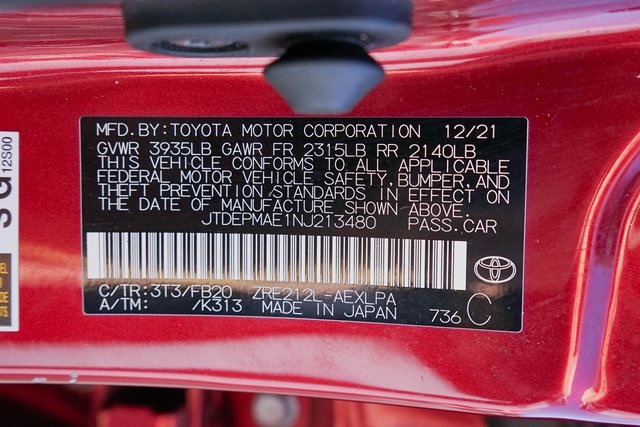 MFD.BY:TOYOTA MOTOR CORPORATION 12/21
GVWR 3935LB GAWR FR 2315LB RR 2140LB
THIS VEHICLE CONFORMS TO ALL APPLICABLE
FEDERAL MOTOR VEHICLE SAFETY, BUMPER, AND
THEFT PREVENTION STANDARDS IN EFFECT ON
THE DATE OF MANUFACTURE SHOWN ABOVE.
JTDEPMAE1NJ213480 PASS.CAR
C/TR:3T3/FB20 ZRE212L-AEXLPA
A/TM: /K313 MADE IN JAPAN 736 C
12S00